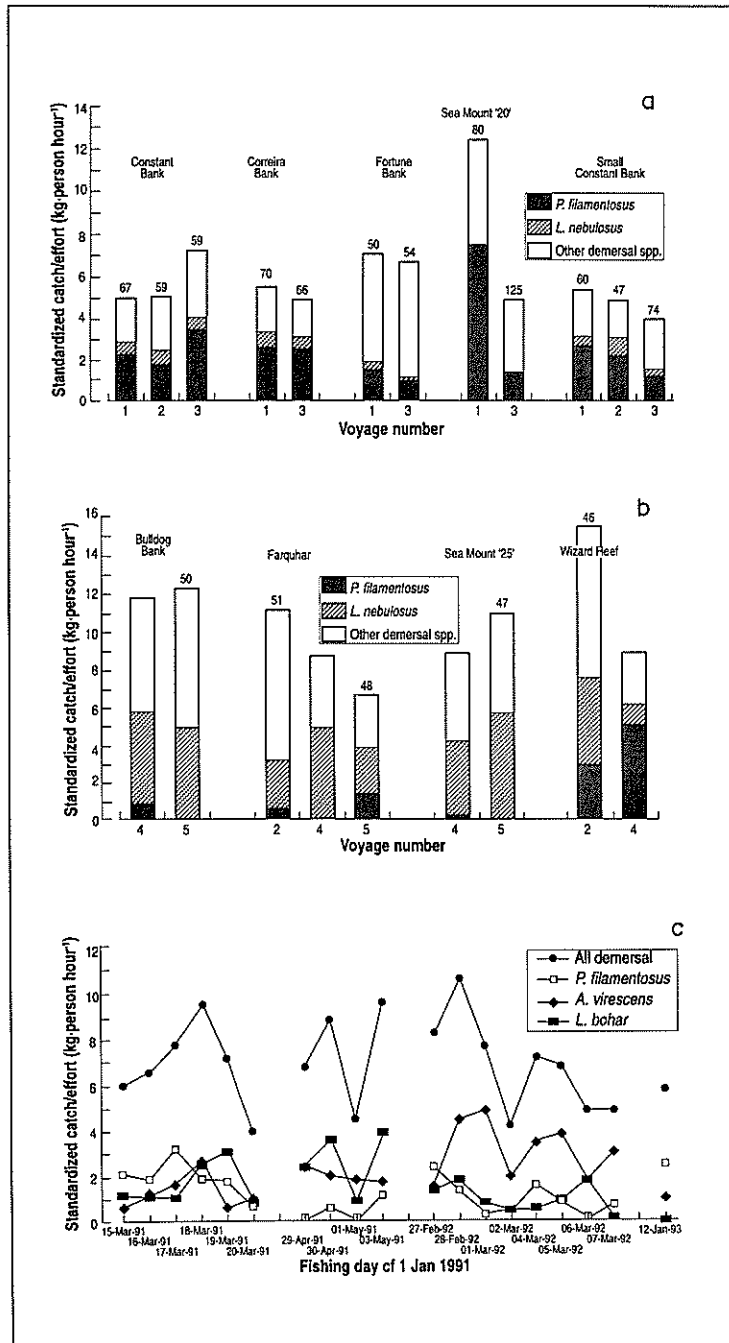 a
Standardized catch/effort (kg·person hour⁻¹)
14
12
10
8
6
4
2
0
Constant
Bank
Correira
Bank
Fortune
Bank
Sea Mount '20'
Small
Constant Bank
P. filamentosus
L. nebulosus
Other demersal spp.
67
59
59
70
66
50
54
80
125
60
47
74
1 2 3 1 3 1 3 1 3 1 2 3
Voyage number
b
Standardized catch/effort (kg·person hour⁻¹)
16
14
12
10
8
6
4
2
0
Bulldog
Bank
Farquhar
Sea Mount '25'
Wizard Reef
P. filamentosus
L. nebulosus
Other demersal spp.
50
51
48
47
46
4 5 2 4 5 4 5 2 4
Voyage number
c
Standardized catch/effort (kg·person hour⁻¹)
12
10
8
6
4
2
0
All demersal
P. filamentosus
A. virescens
L. bohar
15-Mar-91
16-Mar-91
17-Mar-91
18-Mar-91
19-Mar-91
20-Mar-91
29-Apr-91
30-Apr-91
01-May-91
03-May-91
27-Feb-92
28-Feb-92
01-Mar-92
02-Mar-92
04-Mar-92
05-Mar-92
06-Mar-92
07-Mar-92
12-Jan-93
Fishing day cf 1 Jan 1991